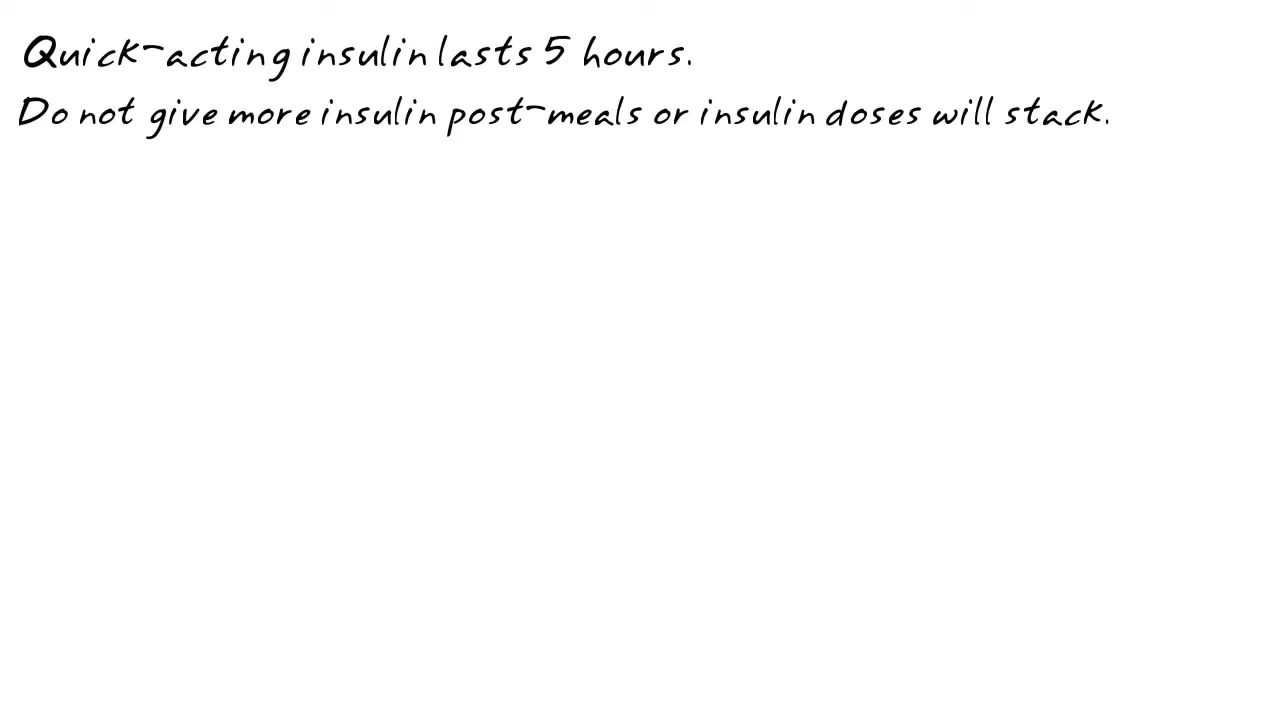 Quick-acting insulin lasts 5 hours.
Do not give more insulin post-meals or insulin doses will stack.